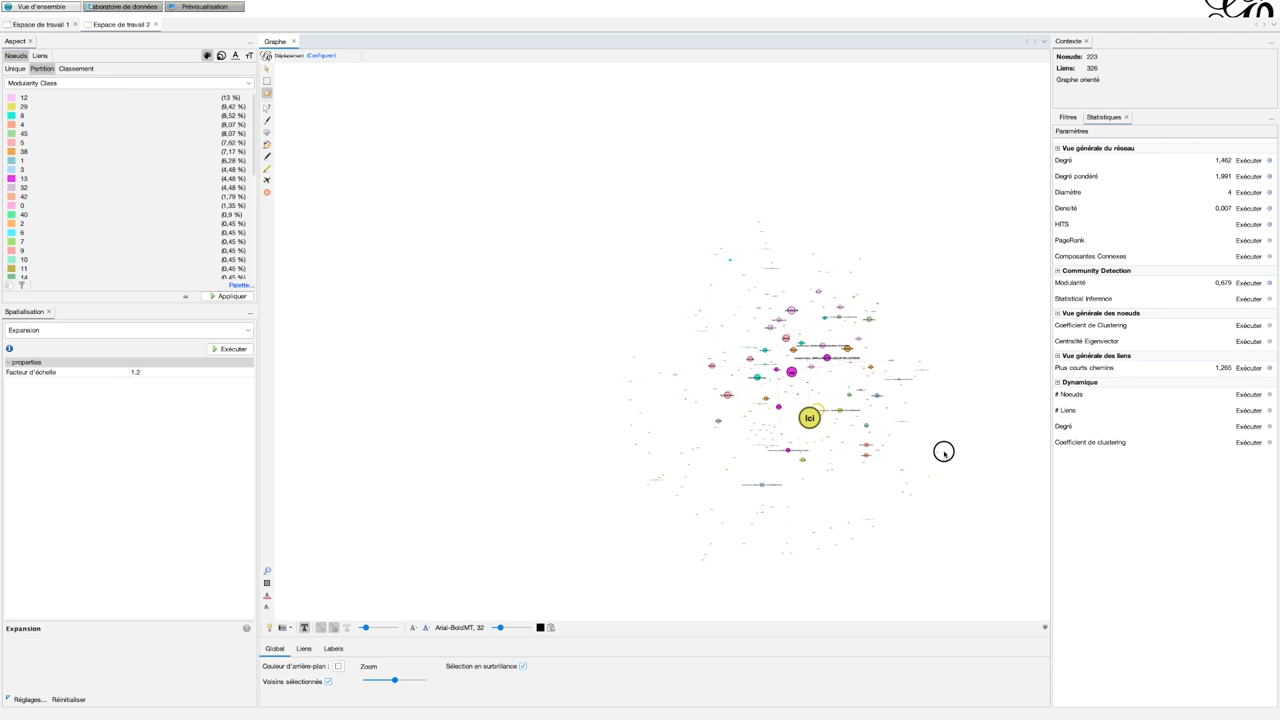 Vue d'ensemble
Laboratoire de données
Prévisualisation
Espace de travail 1
Espace de travail 2
Aspect
Noeuds
Liens
Unique
Partition
Classement
Modularity Class
12 (13 %)
29 (9,42 %)
8 (8,52 %)
4 (8,07 %)
45 (8,07 %)
5 (7,62 %)
38 (7,17 %)
1 (6,28 %)
3 (4,48 %)
13 (4,48 %)
32 (4,48 %)
42 (1,79 %)
0 (1,35 %)
40 (0,9 %)
2 (0,45 %)
6 (0,45 %)
7 (0,45 %)
9 (0,45 %)
10 (0,45 %)
11 (0,45 %)
14 (0,45 %)
Palette...
Appliquer
Spatialisation
Expansion
Exécuter
properties
Facteur d'échelle 1.2
Expansion
Réglages...
Réinitialiser
Graphe
Déplacement (Configurer)
Ici
Arial-BoldMT, 32
Global
Liens
Labels
Couleur d'arrière-plan :
Zoom
Sélection en surbrillance
Voisins sélectionnés
Contexte
Noeuds: 223
Liens: 326
Graphe orienté
Filtres
Statistiques
Paramètres
Vue générale du réseau
Degré 1,462 Exécuter
Degré pondéré 1,991 Exécuter
Diamètre 4 Exécuter
Densité 0,007 Exécuter
HITS Exécuter
PageRank Exécuter
Composantes Connexes Exécuter
Community Detection
Modularité 0,679 Exécuter
Statistical Inference Exécuter
Vue générale des noeuds
Coefficient de Clustering Exécuter
Centralité Eigenvector Exécuter
Vue générale des liens
Plus courts chemins 1,265 Exécuter
Dynamique
# Noeuds Exécuter
# Liens Exécuter
Degré Exécuter
Coefficient de clustering Exécuter